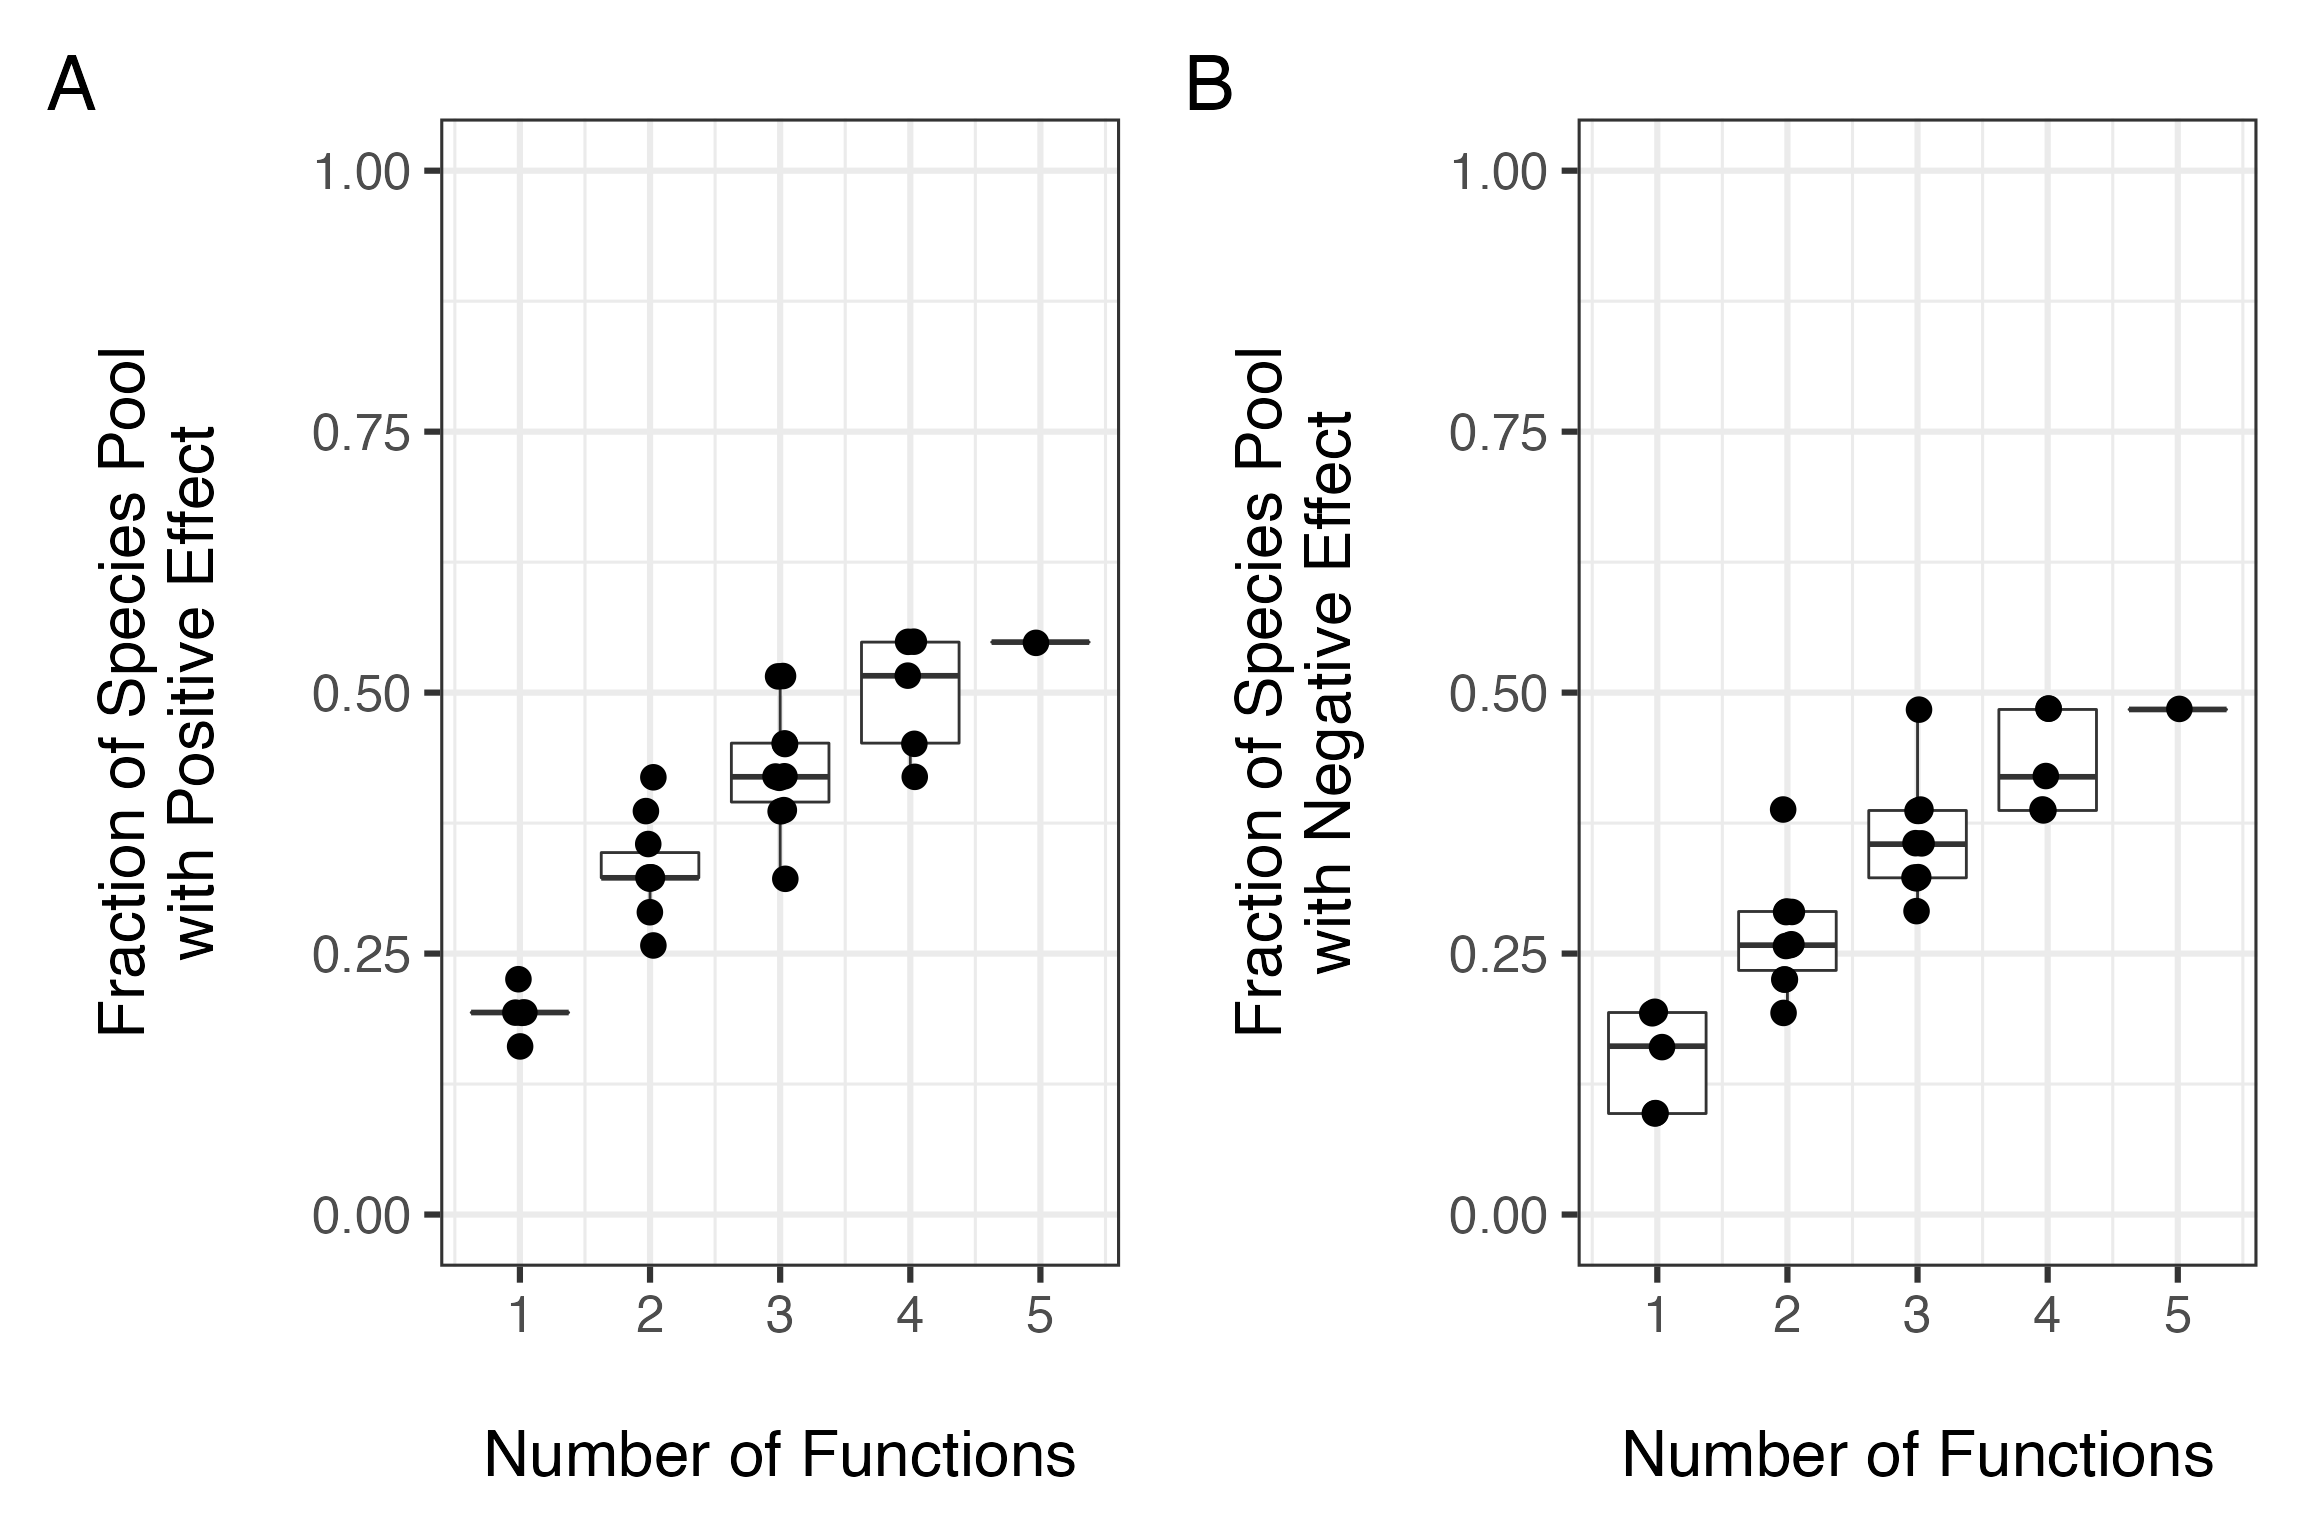 A
Fraction of Species Pool
with Positive Effect
1.00
0.75
0.50
0.25
0.00
1 2 3 4 5
Number of Functions
B
Fraction of Species Pool
with Negative Effect
1.00
0.75
0.50
0.25
0.00
1 2 3 4 5
Number of Functions